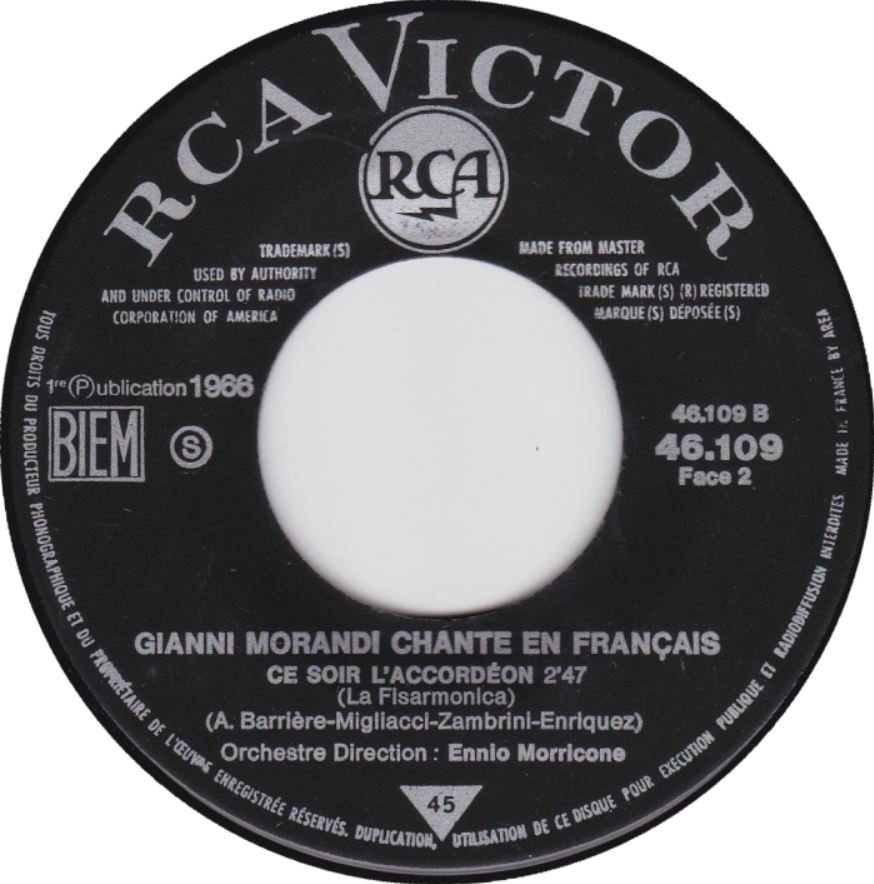 RCA VICTOR
RCA
TRADEMARK(S)
USED BY AUTHORITY
AND UNDER CONTROL OF RADIO
CORPORATION OF AMERICA
MADE FROM MASTER
RECORDINGS OF RCA
TRADE MARK(S) (R) REGISTERED
MARQUE(S) DÉPOSÉE(S)
1re (P)ublication 1966
BIEM
S
46.109 B
46.109
Face 2
GIANNI MORANDI CHANTE EN FRANÇAIS
CE SOIR L'ACCORDÉON 2'47
(La Fisarmonica)
(A. Barrière-Migliacci-Zambrini-Enriquez)
Orchestre Direction : Ennio Morricone
45
TOUS DROITS DU PRODUCTEUR PHONOGRAPHIQUE ET DU PROPRIÉTAIRE DE L'ŒUVRE ENREGISTRÉE RÉSERVÉS. DUPLICATION, UTILISATION DE CE DISQUE POUR EXECUTION PUBLIQUE ET RADIODIFFUSION INTERDITES. MADE IN FRANCE BY AREA